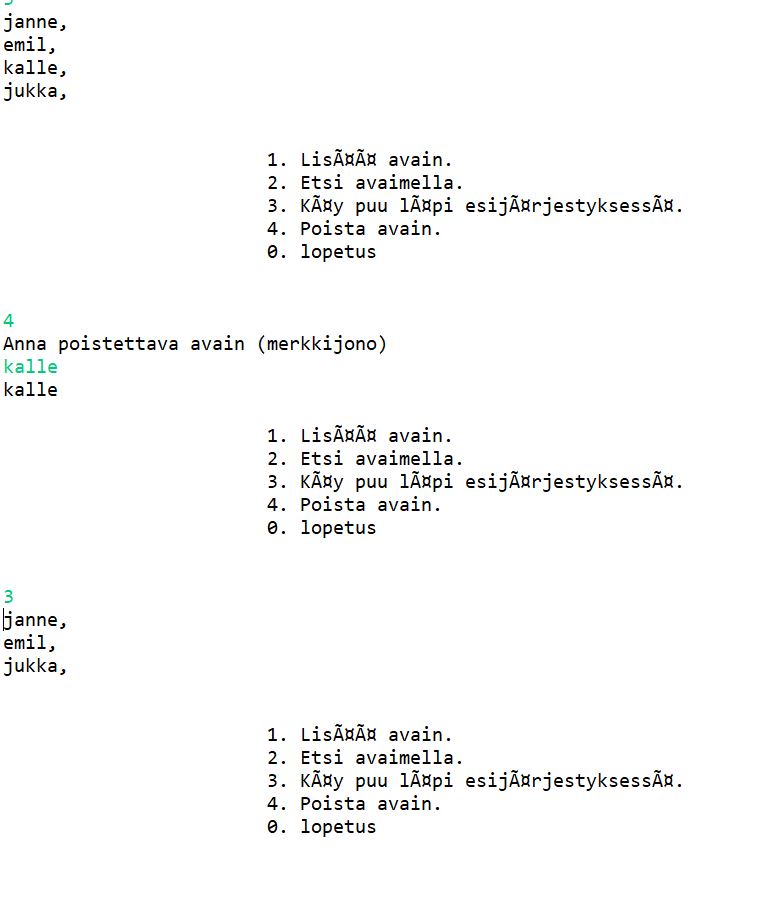 3
janne,
emil,
kalle,
jukka,
1. LisÃ¤Ã¤ avain.
2. Etsi avaimella.
3. KÃ¤y puu lÃ¤pi esijÃ¤rjestyksessÃ¤.
4. Poista avain.
0. lopetus
4
Anna poistettava avain (merkkijono)
kalle
kalle
1. LisÃ¤Ã¤ avain.
2. Etsi avaimella.
3. KÃ¤y puu lÃ¤pi esijÃ¤rjestyksessÃ¤.
4. Poista avain.
0. lopetus
3
janne,
emil,
jukka,
1. LisÃ¤Ã¤ avain.
2. Etsi avaimella.
3. KÃ¤y puu lÃ¤pi esijÃ¤rjestyksessÃ¤.
4. Poista avain.
0. lopetus